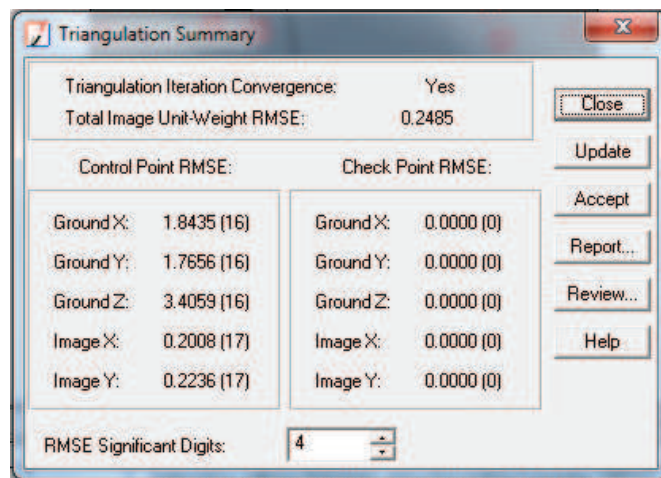 Triangulation Summary
Triangulation Iteration Convergence: Yes
Total Image Unit-Weight RMSE: 0.2485
Control Point RMSE:
Ground X: 1.8435 (16)
Ground Y: 1.7656 (16)
Ground Z: 3.4059 (16)
Image X: 0.2008 (17)
Image Y: 0.2236 (17)
Check Point RMSE:
Ground X: 0.0000 (0)
Ground Y: 0.0000 (0)
Ground Z: 0.0000 (0)
Image X: 0.0000 (0)
Image Y: 0.0000 (0)
RMSE Significant Digits: 4
Close
Update
Accept
Report...
Review...
Help